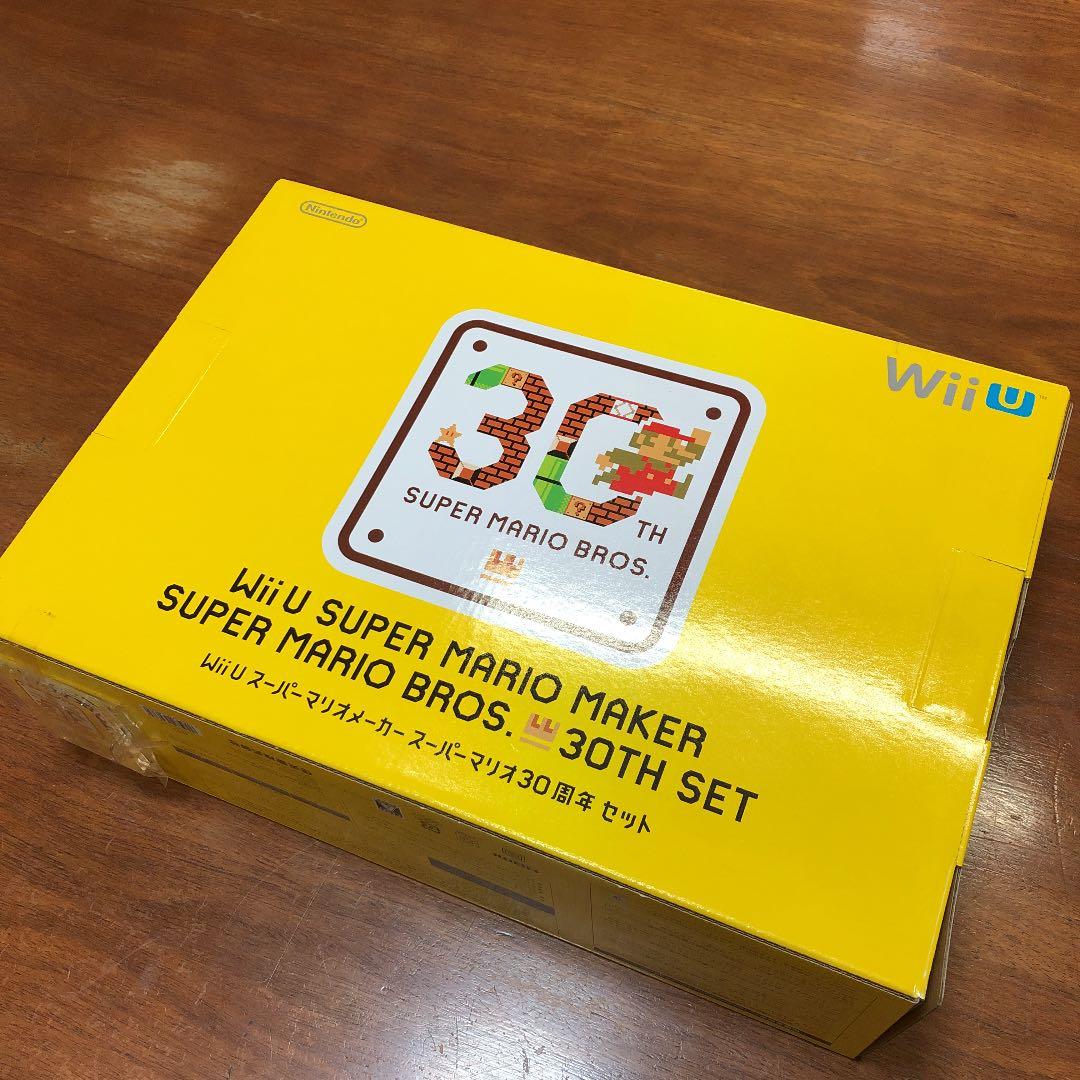 Nintendo
Wii U
TM
30
TH
SUPER MARIO BROS.
Wii U SUPER MARIO MAKER
SUPER MARIO BROS. 30TH SET
Wii U スーパーマリオメーカー スーパーマリオ30周年 セット